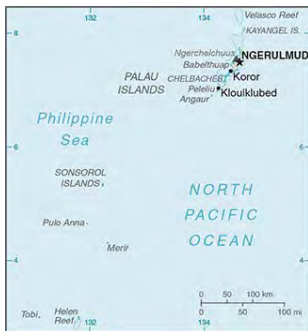 132
134
Velasco Reef
8
KAYANGEL IS.
Ngerchelchuus
NGERULMUD
Babelthuap
Koror
PALAU
ISLANDS
CHELBACHEB
Peleliu
Kloulklubed
Angaur
Philippine
Sea
6
6
SONSOROL
ISLANDS
NORTH
PACIFIC
OCEAN
Pulo Anna
Merir
4
4
0 50 100 km
0 50 100 mi
Tobi
Helen
Reef
132
134